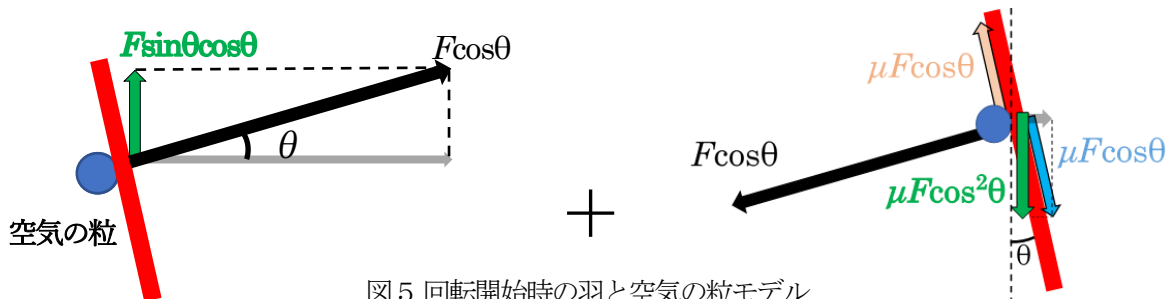 Fsinθcosθ
Fcosθ
θ
空気の粒
+
μFcosθ
Fcosθ
μFcosθ
μFcos²θ
θ
図5 回転開始時の羽と空気の粒モデル